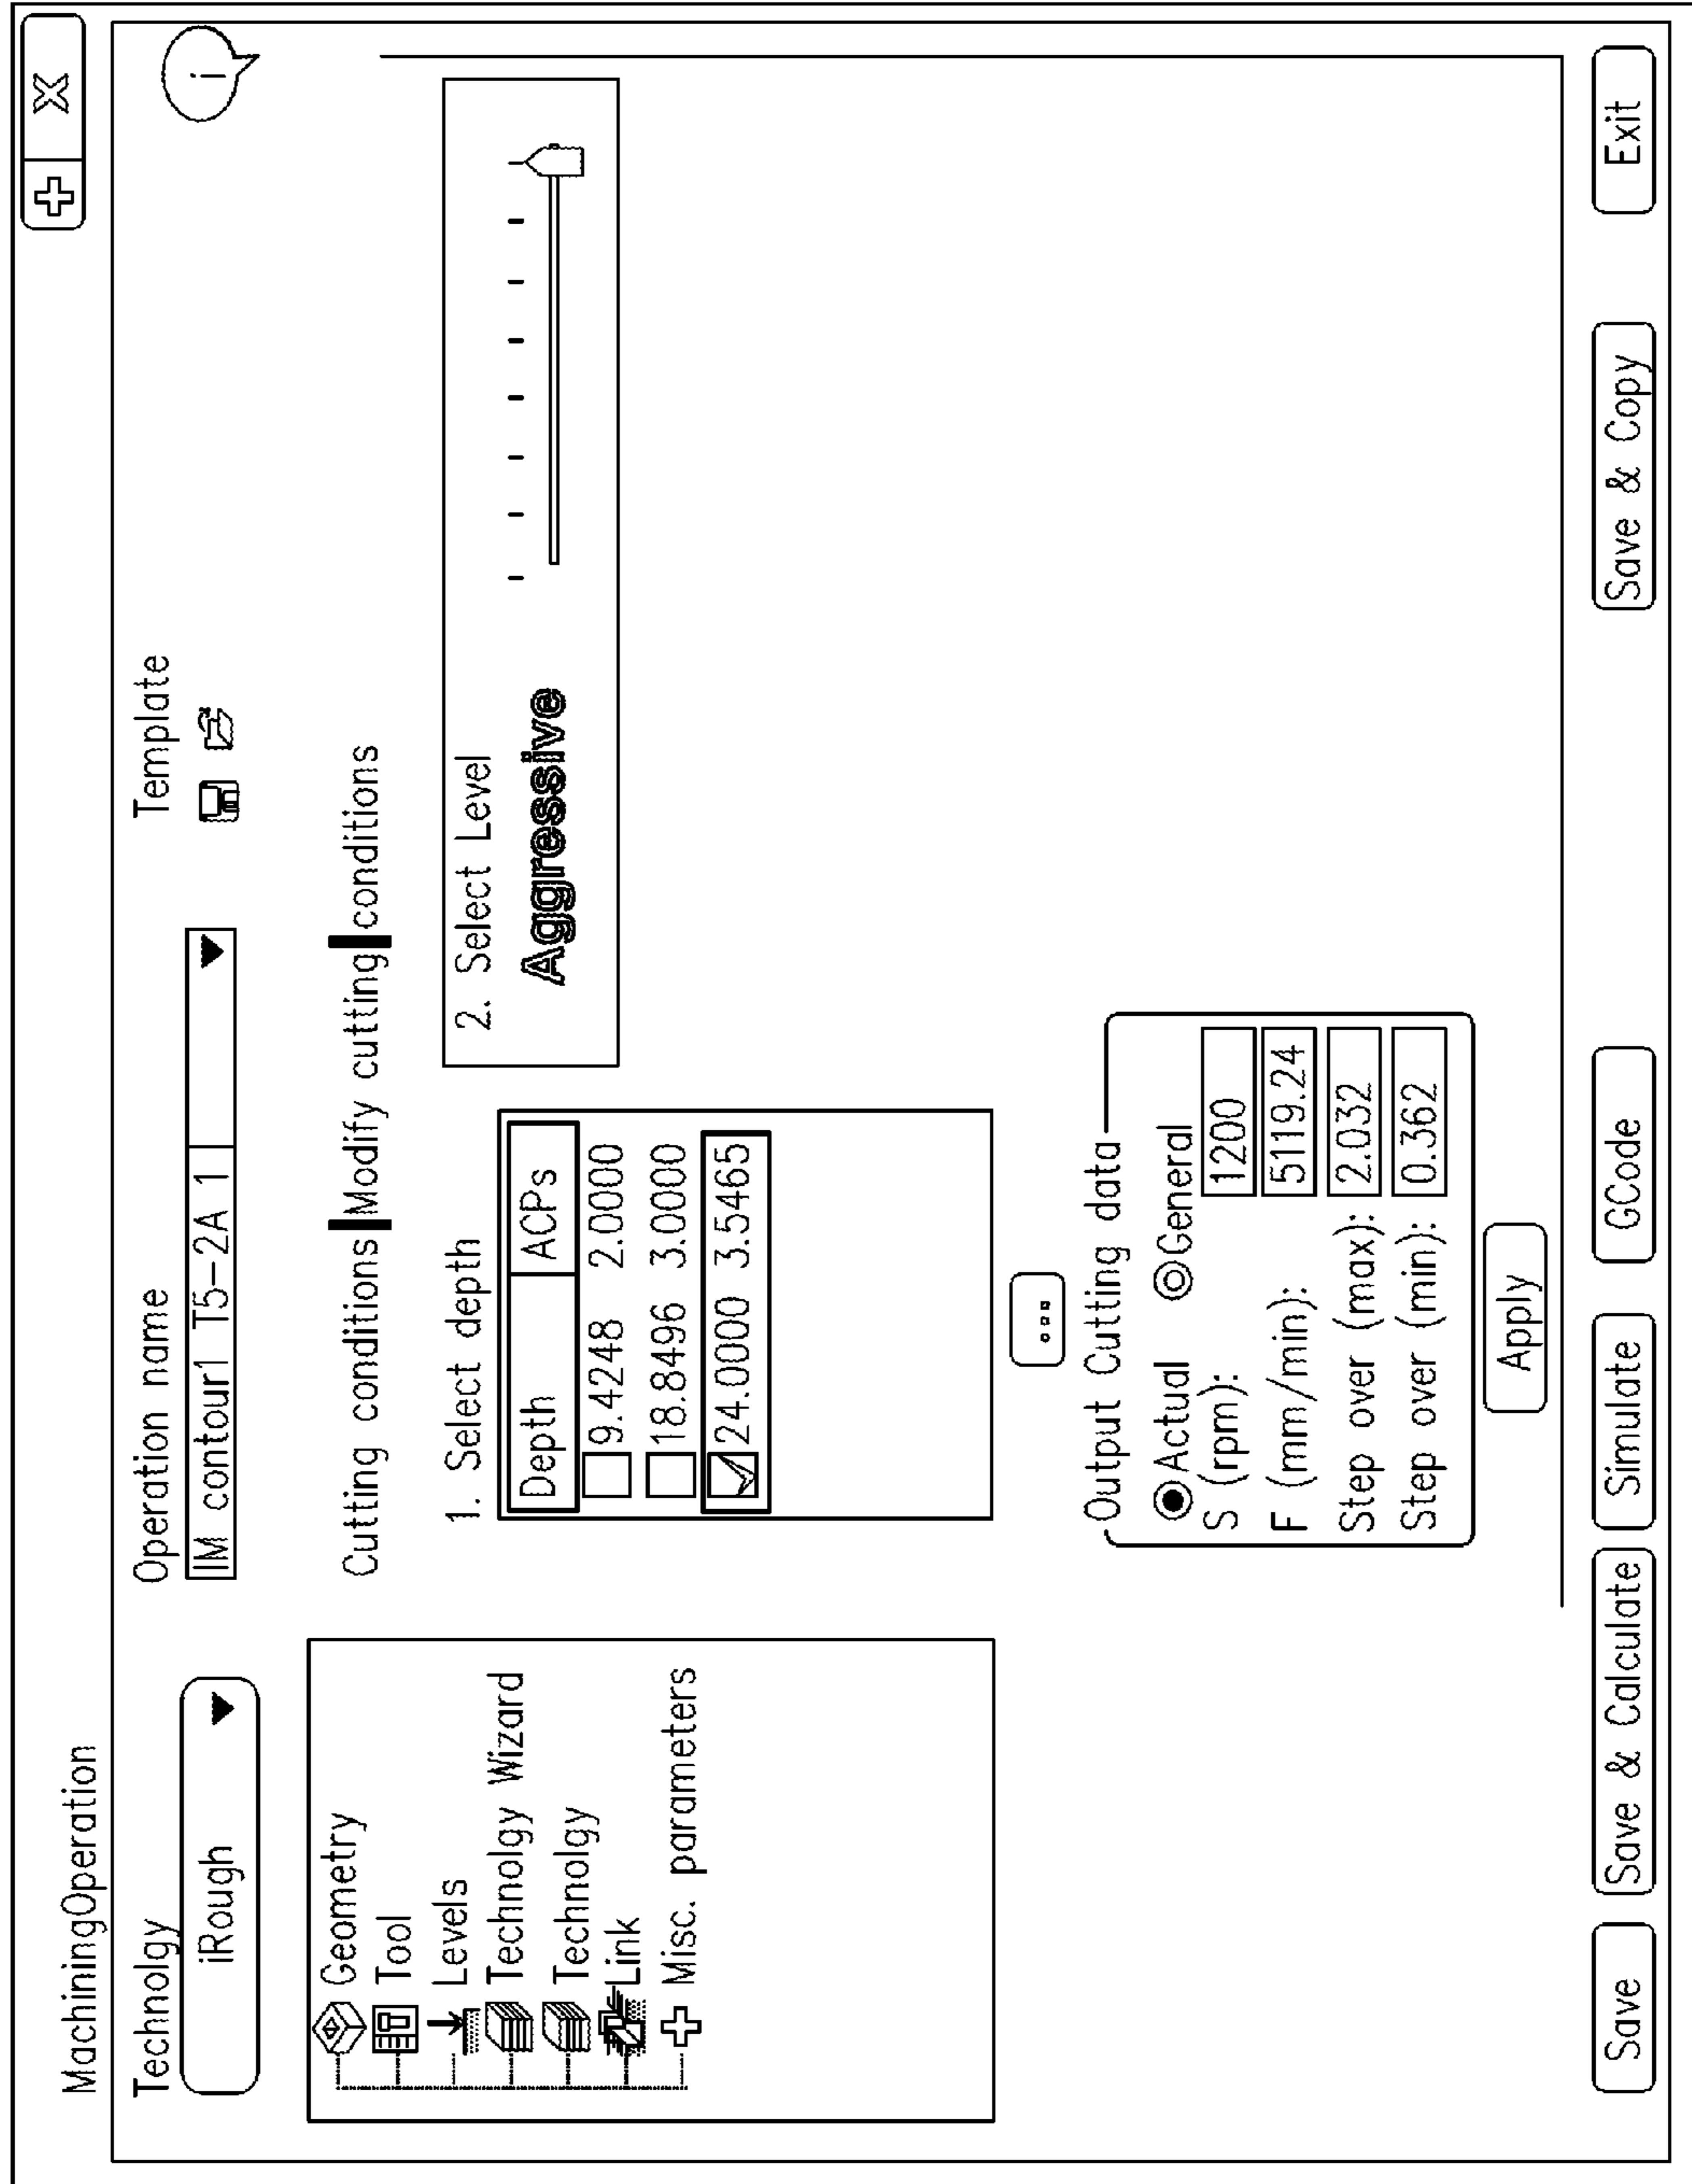 MachiningOperation
X
Technolgy
Operation name
Template
iRough
IM contour1 T5-2A 1
i
Geometry
Tool
Levels
Technolgy Wizard
Technolgy
Link
Misc. parameters
Cutting conditions Modify cutting conditions
1. Select depth
Depth ACPs
9.4248 2.0000
18.8496 3.0000
24.0000 3.5465
...
2. Select Level
Aggressive
Output Cutting data
Actual General
S (rpm): 1200
F (mm/min): 5119.24
Step over (max): 2.032
Step over (min): 0.362
Apply
Save Save & Calculate Simulate GCode Save & Copy Exit